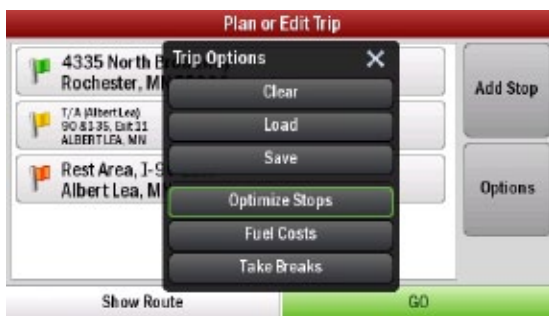 Plan or Edit Trip
4335 North B
Rochester, M
T/A (Albert Lea)
90 & I-35, Exit 11
ALBERT LEA, MN
Rest Area, I-9
Albert Lea, M
Trip Options
Clear
Load
Save
Optimize Stops
Fuel Costs
Take Breaks
Add Stop
Options
Show Route
GO